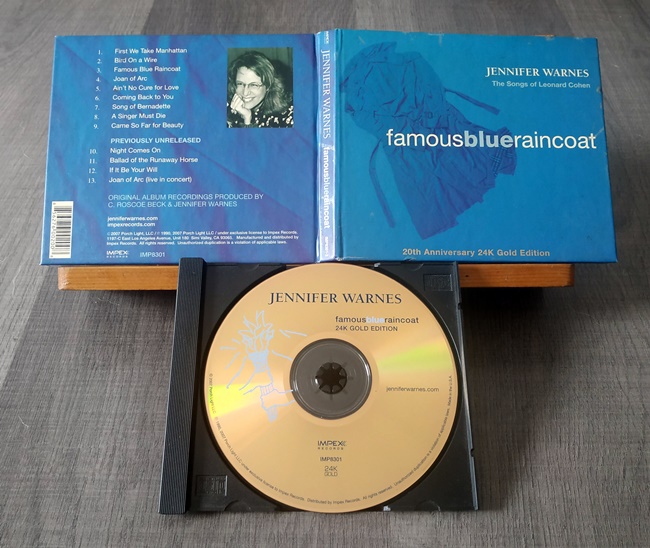 1. First We Take Manhattan
2. Bird On a Wire
3. Famous Blue Raincoat
4. Joan of Arc
5. Ain't No Cure for Love
6. Coming Back to You
7. Song of Bernadette
8. A Singer Must Die
9. Came So Far for Beauty
PREVIOUSLY UNRELEASED
10. Night Comes On
11. Ballad of the Runaway Horse
12. If It Be Your Will
13. Joan of Arc (live in concert)
ORIGINAL ALBUM RECORDINGS PRODUCED BY
C. ROSCOE BECK & JENNIFER WARNES
jenniferwarnes.com
impexrecords.com
IMPEX
RECORDS
IMP8301
IMPEX
JENNIFER WARNES
famousblueraincoat
JENNIFER WARNES
The Songs of Leonard Cohen
famousblueraincoat
20th Anniversary 24K Gold Edition
JENNIFER WARNES
famousblueraincoat
24K GOLD EDITION
jenniferwarnes.com
IMPEX
RECORDS
IMP8301
24K
GOLD